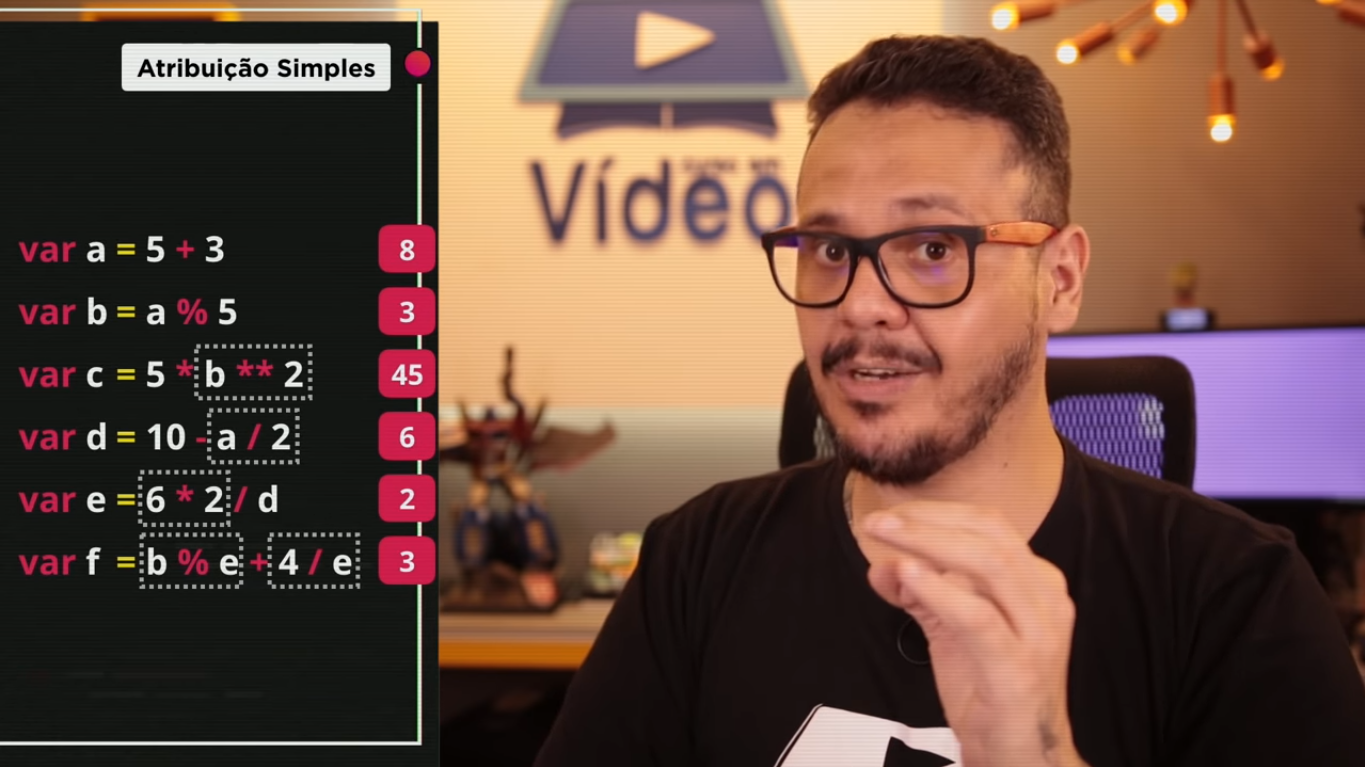 Atribuição Simples
var a = 5 + 3 8
var b = a % 5 3
var c = 5 * b ** 2 45
var d = 10 - a / 2 6
var e = 6 * 2 / d 2
var f = b % e + 4 / e 3
Vídeo